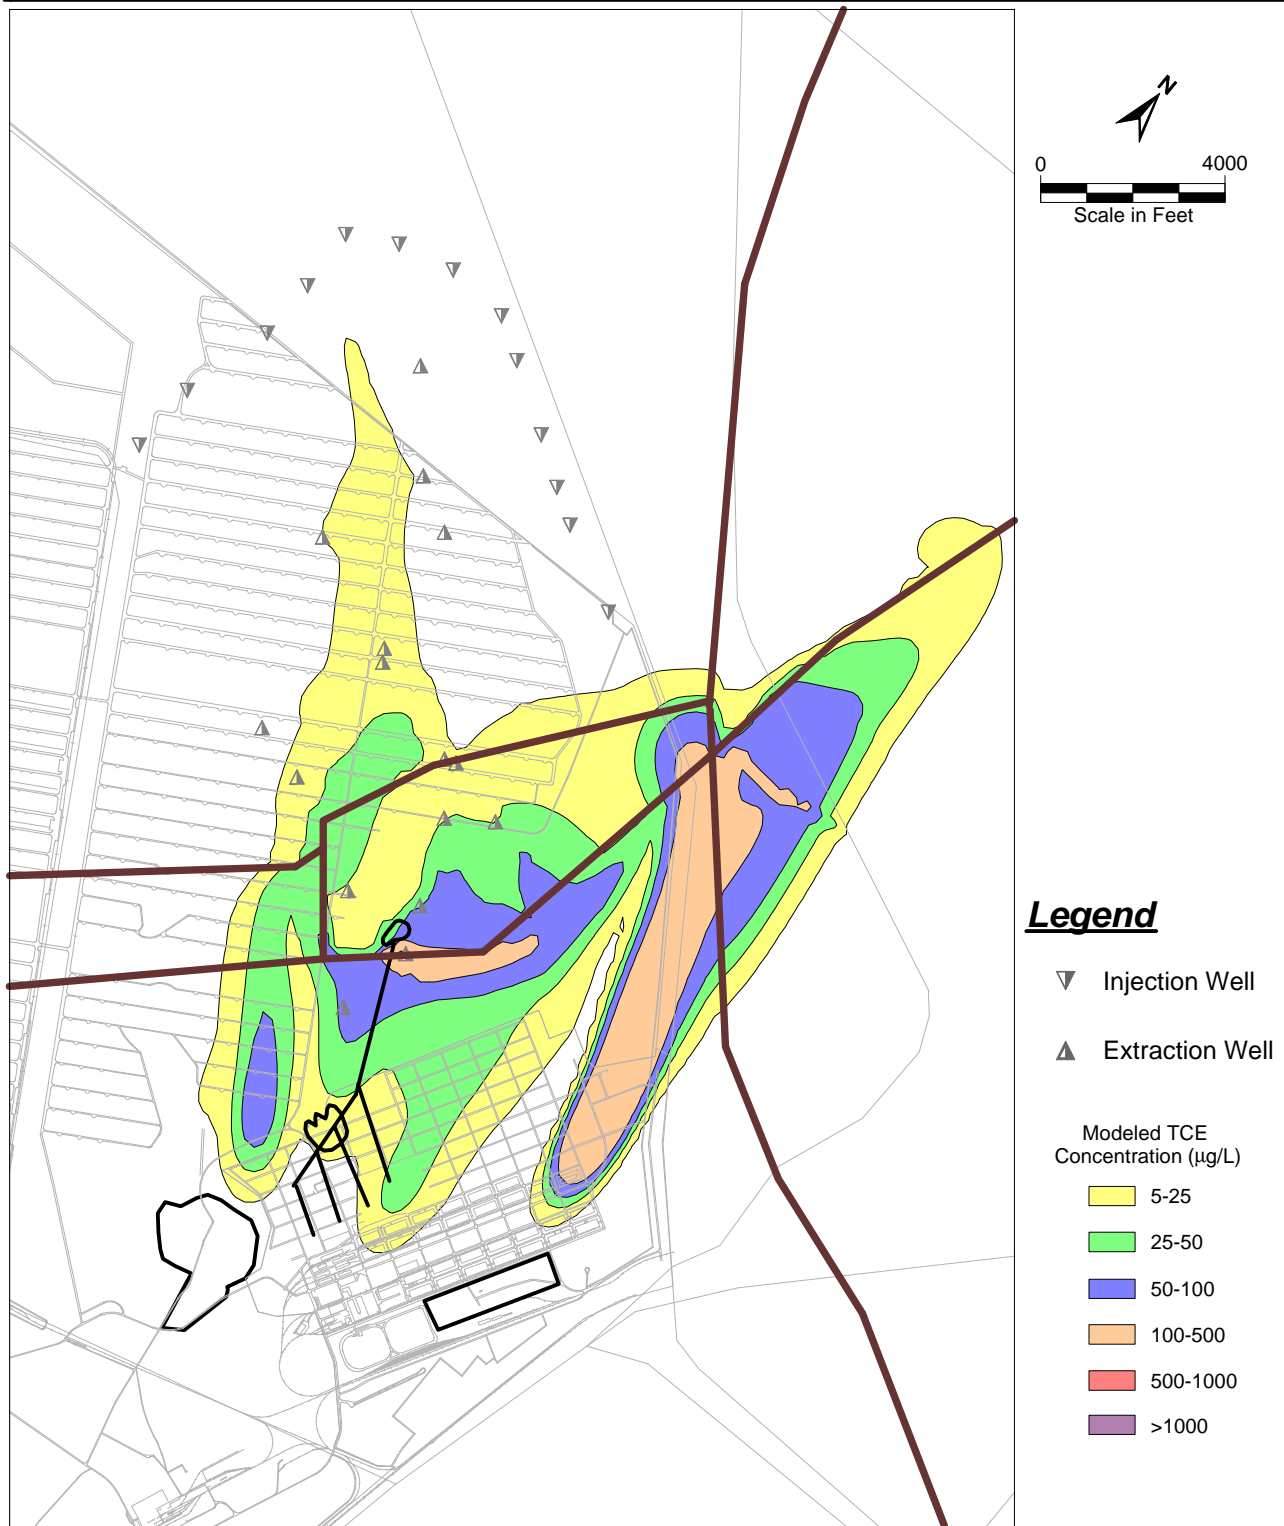 N
0 4000
Scale in Feet
Legend
Injection Well
Extraction Well
Modeled TCE
Concentration (µg/L)
5-25
25-50
50-100
100-500
500-1000
>1000